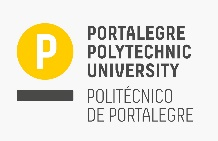 P
PORTALEGRE
POLYTECHNIC
UNIVERSITY
POLITÉCNICO
DE PORTALEGRE